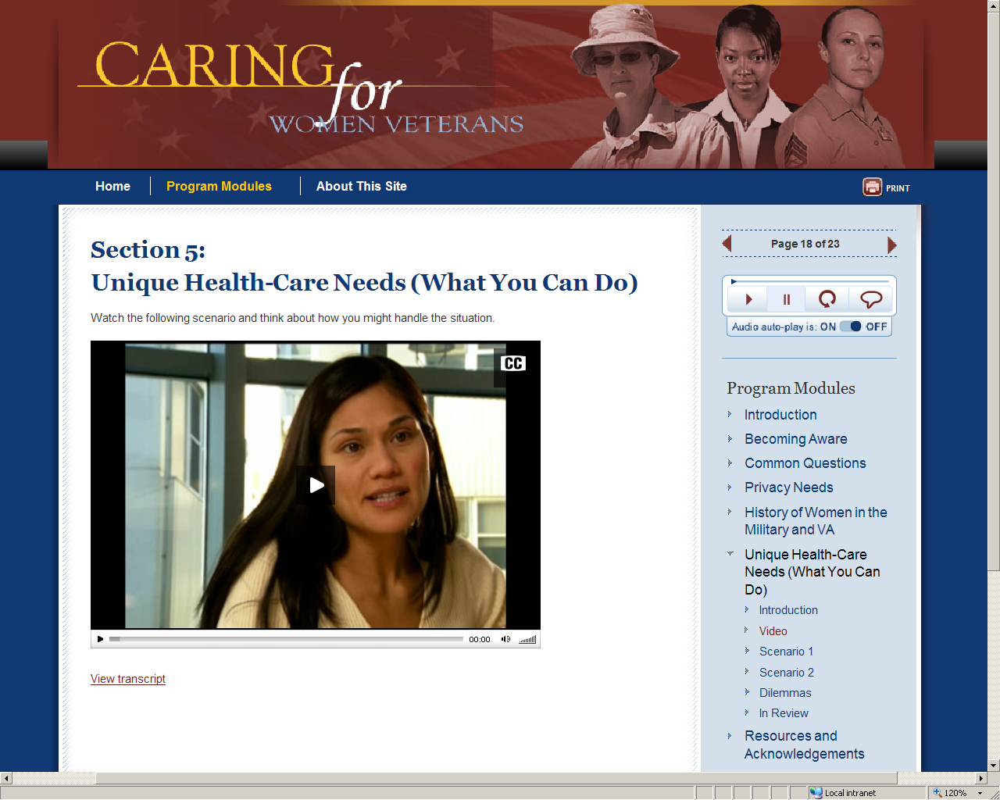 CARING for
WOMEN VETERANS
Home
Program Modules
About This Site
PRINT
Section 5:
Unique Health-Care Needs (What You Can Do)
Watch the following scenario and think about how you might handle the situation.
CC
00:00
View transcript
Page 18 of 23
Audio auto-play is: ON OFF
Program Modules
Introduction
Becoming Aware
Common Questions
Privacy Needs
History of Women in the
Military and VA
Unique Health-Care
Needs (What You Can
Do)
Introduction
Video
Scenario 1
Scenario 2
Dilemmas
In Review
Resources and
Acknowledgements
Local intranet
120%